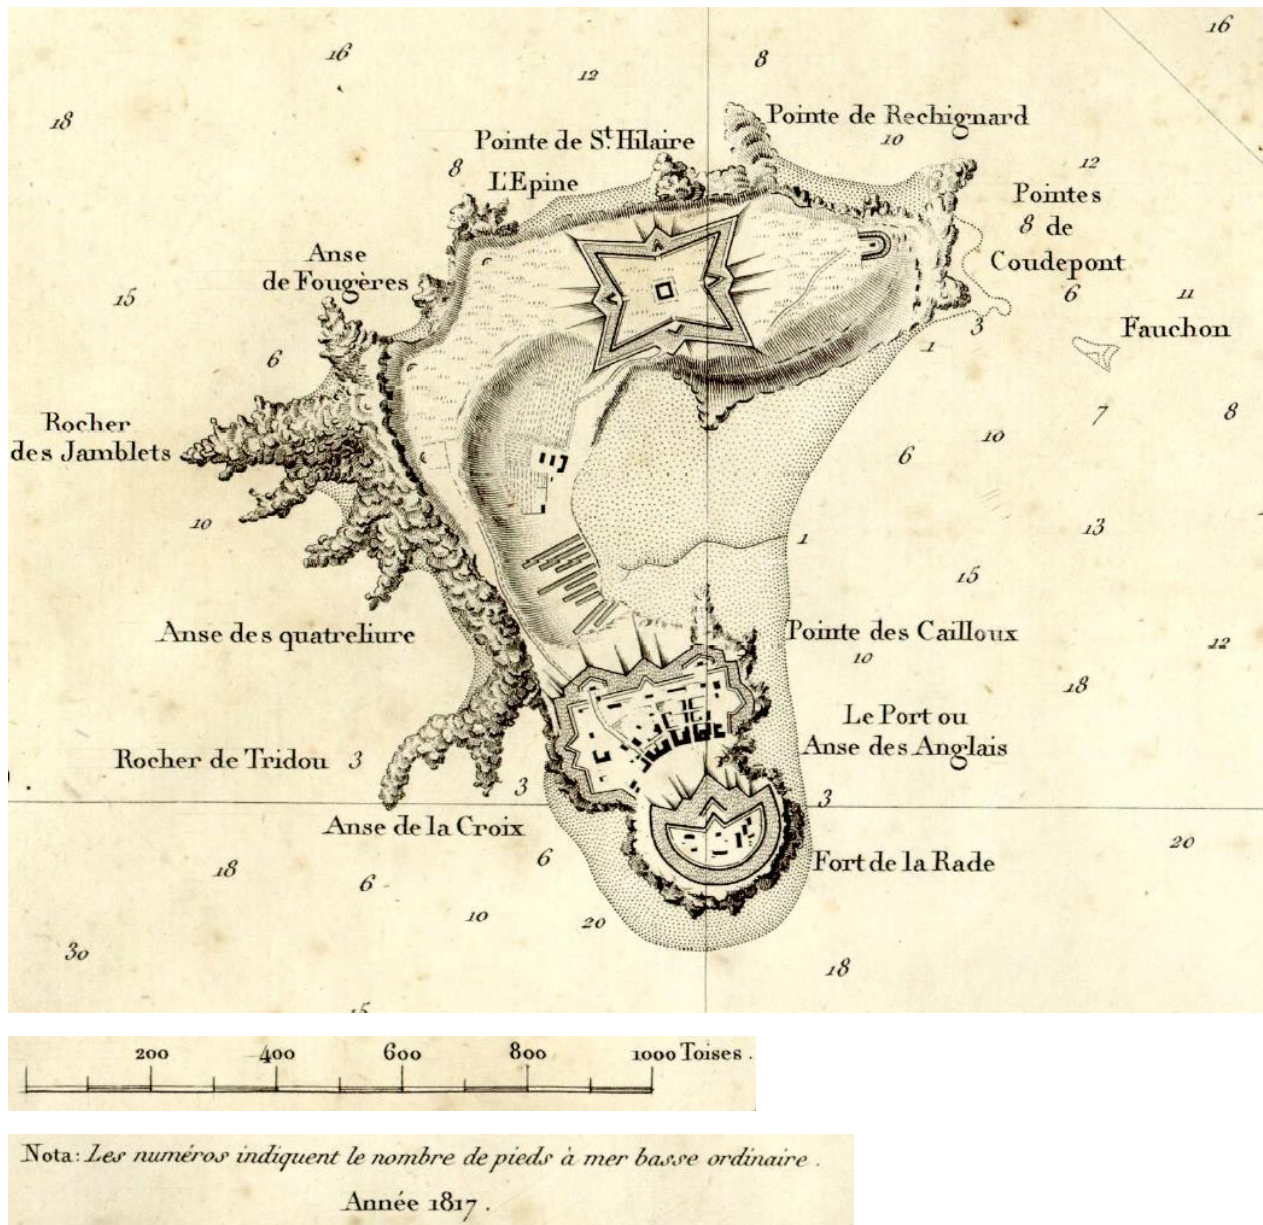 16
16
8
12
18
Pointe de Rechignard
10
Pointe de St. Hilaire
12
8
L'Epine
Pointes
8 de
Coudepont
Anse
de Fougères
15
6
11
3
Fauchon
1
6
7
8
Rocher
des Jamblets
10
6
10
13
1
15
Anse des quatreliure
Pointe des Cailloux
10
12
18
Le Port ou
Anse des Anglais
Rocher de Tridou
3
3
3
Anse de la Croix
20
6
Fort de la Rade
18
6
10
20
30
18
15
200 400 600 800 1000 Toises.
Nota: Les numéros indiquent le nombre de pieds à mer basse ordinaire.
Année 1817.